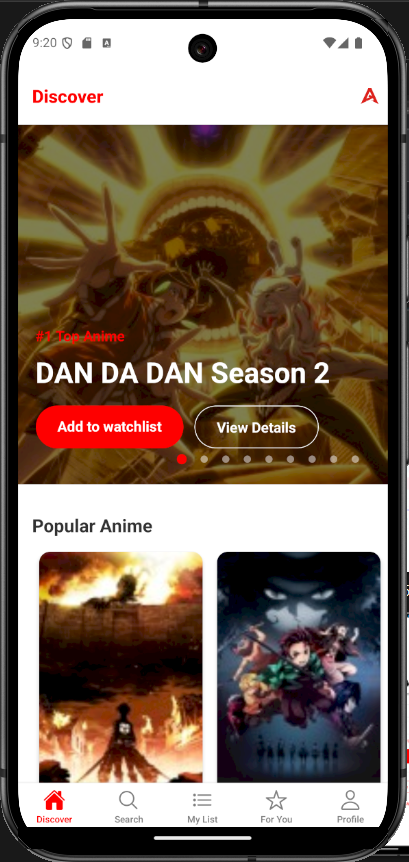 9:20
Discover
#1 Top Anime
DAN DA DAN Season 2
Add to watchlist View Details
Popular Anime
Discover Search My List For You Profile